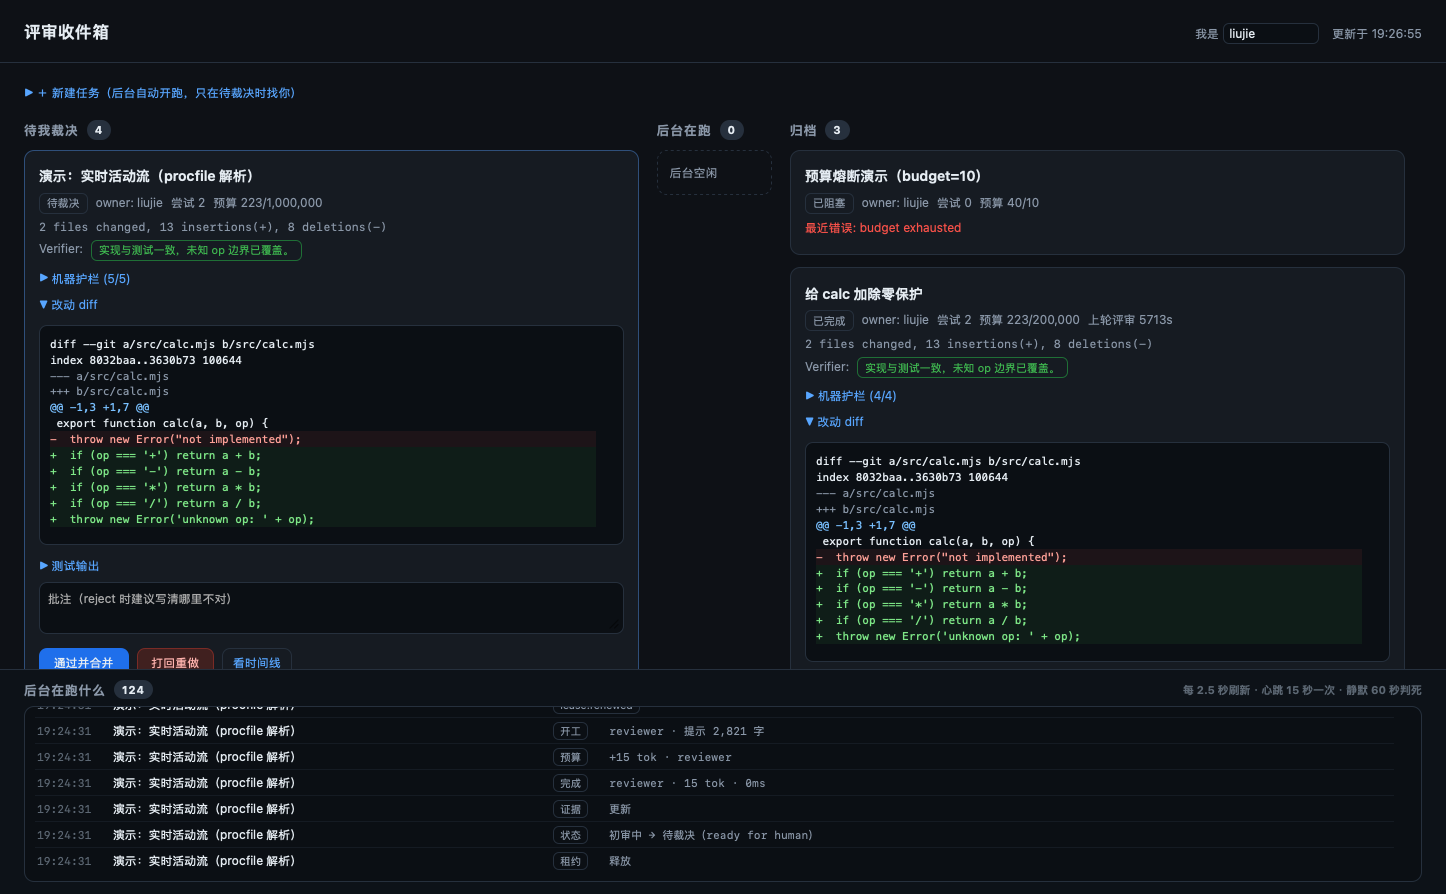 评审收件箱
我是 liujie 更新于 19:26:55
▶ + 新建任务（后台自动开跑，只在待裁决时找你）
待我裁决 4
演示：实时活动流（procfile 解析）
待裁决 owner: liujie 尝试 2 预算 223/1,000,000
2 files changed, 13 insertions(+), 8 deletions(-)
Verifier: 实现与测试一致，未知 op 边界已覆盖。
▶ 机器护栏 (5/5)
▼ 改动 diff
diff --git a/src/calc.mjs b/src/calc.mjs
index 8032baa..3630b73 100644
--- a/src/calc.mjs
+++ b/src/calc.mjs
@@ -1,3 +1,7 @@
 export function calc(a, b, op) {
-  throw new Error("not implemented");
+  if (op === '+') return a + b;
+  if (op === '-') return a - b;
+  if (op === '*') return a * b;
+  if (op === '/') return a / b;
+  throw new Error('unknown op: ' + op);
▶ 测试输出
批注（reject 时建议写清哪里不对）
通过并合并 打回重做 看时间线
后台在跑 0
后台空闲
归档 3
预算熔断演示（budget=10）
已阻塞 owner: liujie 尝试 0 预算 40/10
最近错误: budget exhausted
给 calc 加除零保护
已完成 owner: liujie 尝试 2 预算 223/200,000 上轮评审 5713s
2 files changed, 13 insertions(+), 8 deletions(-)
Verifier: 实现与测试一致，未知 op 边界已覆盖。
▶ 机器护栏 (4/4)
▼ 改动 diff
diff --git a/src/calc.mjs b/src/calc.mjs
index 8032baa..3630b73 100644
--- a/src/calc.mjs
+++ b/src/calc.mjs
@@ -1,3 +1,7 @@
 export function calc(a, b, op) {
-  throw new Error("not implemented");
+  if (op === '+') return a + b;
+  if (op === '-') return a - b;
+  if (op === '*') return a * b;
+  if (op === '/') return a / b;
+  throw new Error('unknown op: ' + op);
后台在跑什么 124
每 2.5 秒刷新 · 心跳 15 秒一次 · 静默 60 秒判死
19:24:31 演示：实时活动流（procfile 解析） lease.renewed
19:24:31 演示：实时活动流（procfile 解析） 开工 reviewer · 提示 2,821 字
19:24:31 演示：实时活动流（procfile 解析） 预算 +15 tok · reviewer
19:24:31 演示：实时活动流（procfile 解析） 完成 reviewer · 15 tok · 0ms
19:24:31 演示：实时活动流（procfile 解析） 证据 更新
19:24:31 演示：实时活动流（procfile 解析） 状态 初审中 → 待裁决 (ready for human)
19:24:31 演示：实时活动流（procfile 解析） 租约 释放